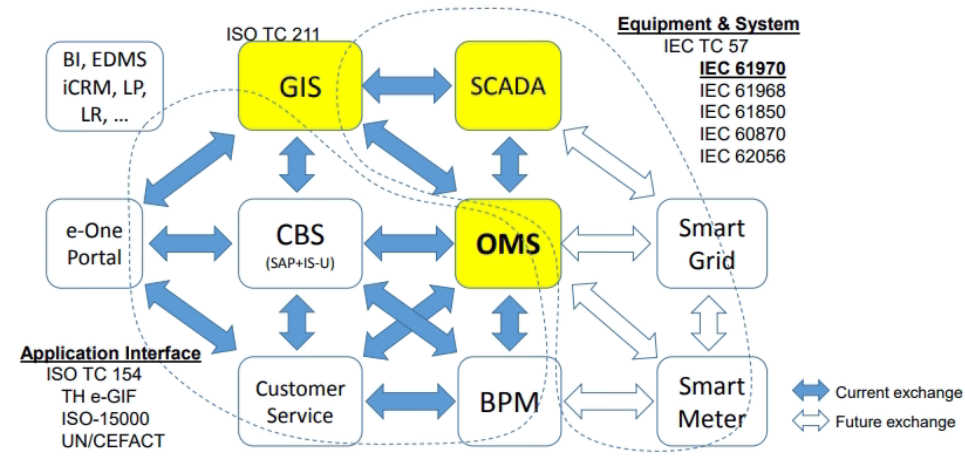 ISO TC 211
Equipment & System
IEC TC 57
IEC 61970
IEC 61968
IEC 61850
IEC 60870
IEC 62056
BI, EDMS
iCRM, LP,
LR, ...
GIS
SCADA
e-One
Portal
CBS
(SAP+IS-U)
OMS
Smart
Grid
Application Interface
ISO TC 154
TH e-GIF
ISO-15000
UN/CEFACT
Customer
Service
BPM
Smart
Meter
Current exchange
Future exchange